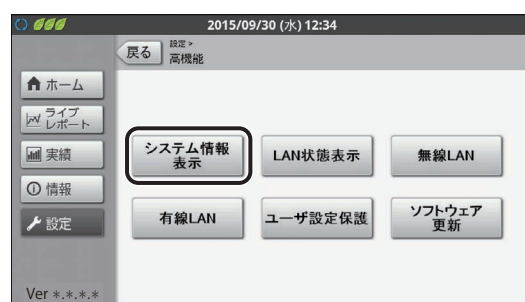 2015/09/30 (水) 12:34
戻る
設定 >
高機能
ホーム
ライブ
レポート
実績
情報
設定
システム情報
表示
LAN状態表示
無線LAN
有線LAN
ユーザ設定保護
ソフトウェア
更新
Ver *.*.*.*